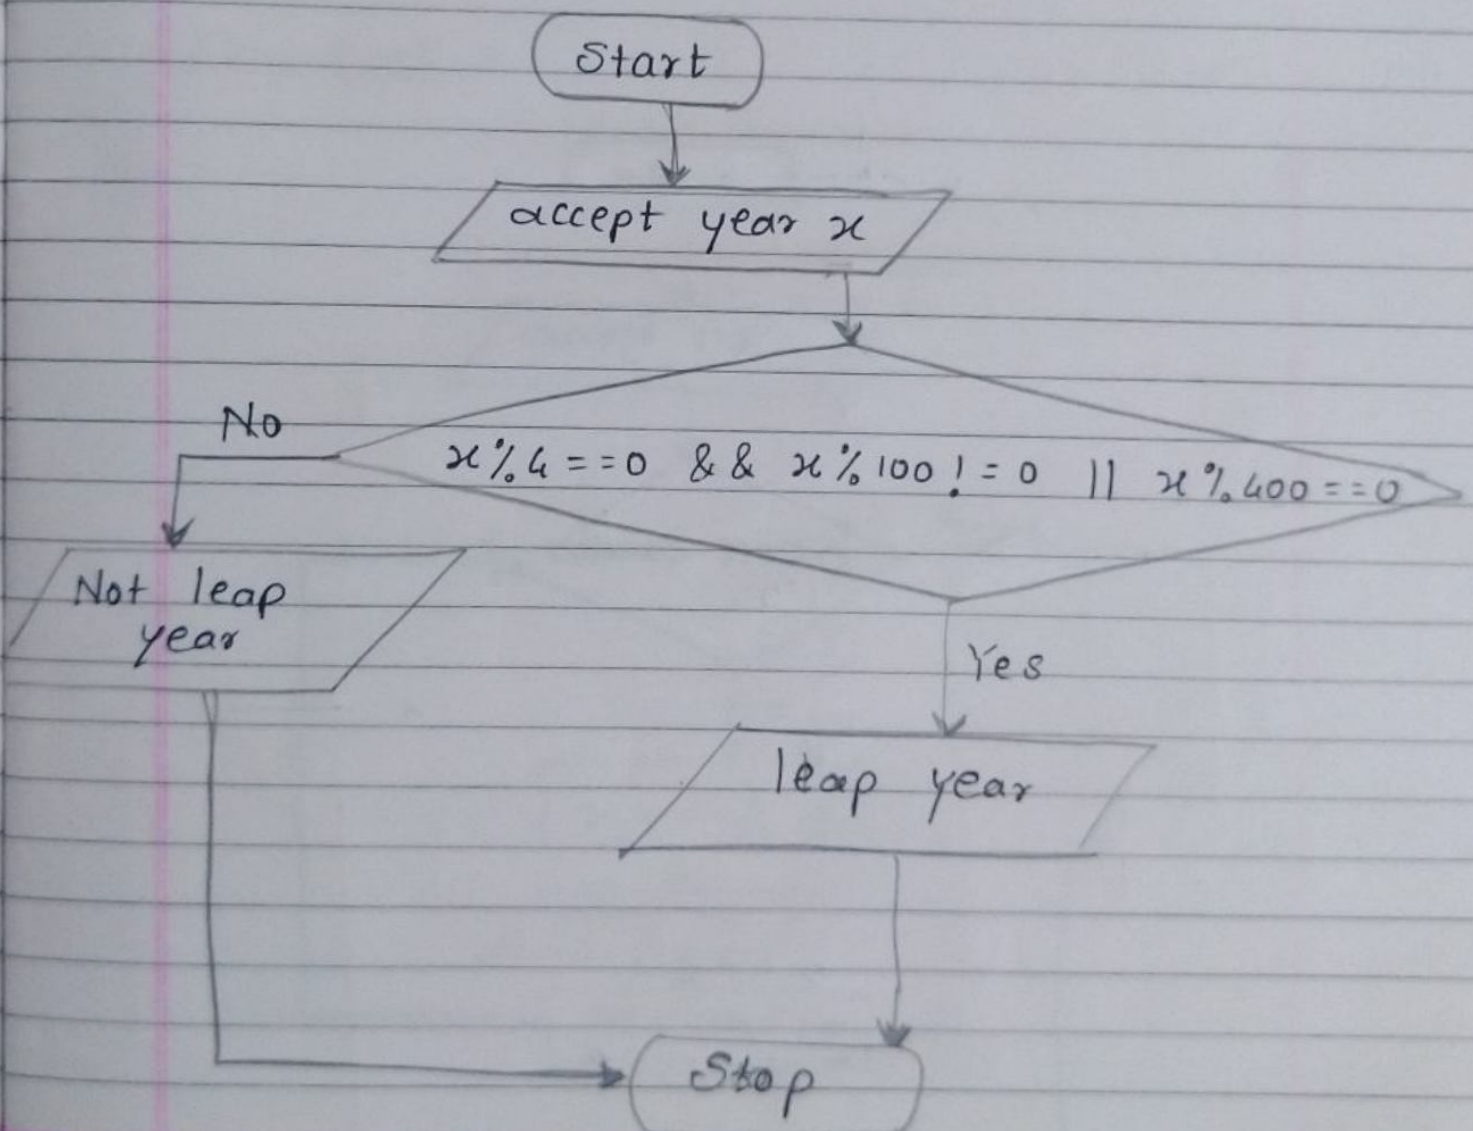 Start
accept year x
No
x%4==0 && x%100!=0 || x%400==0
Not leap
year
Yes
leap year
Stop